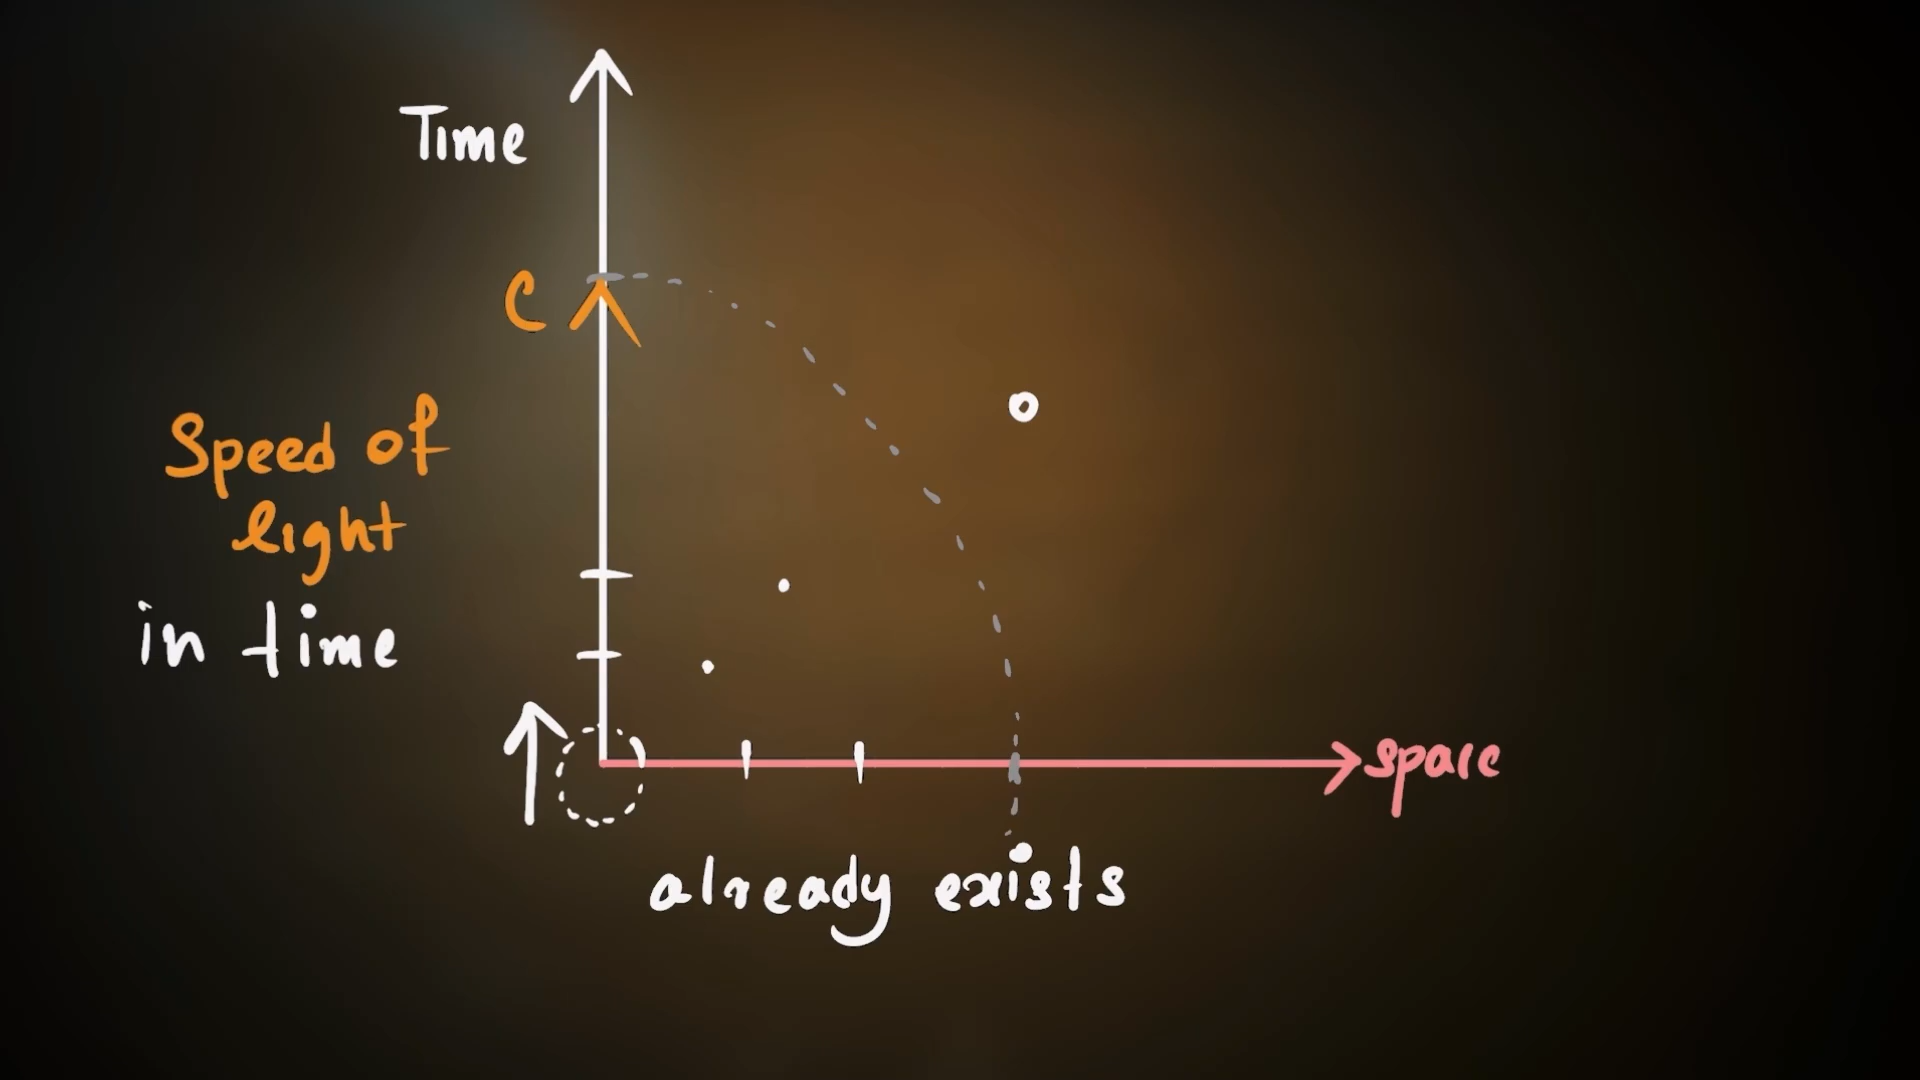 Time
C
Speed of
light
in time
space
already exists